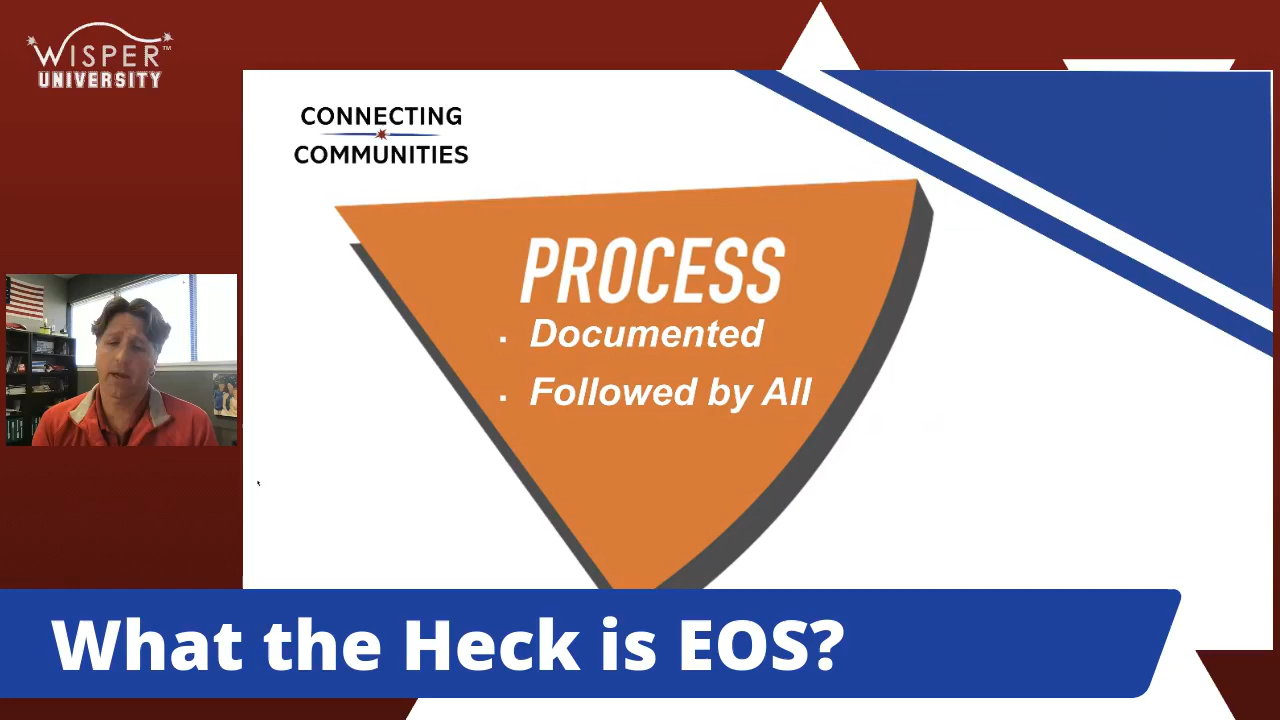 WISPER™
UNIVERSITY
CONNECTING
COMMUNITIES
PROCESS
▪ Documented
▪ Followed by All
What the Heck is EOS?